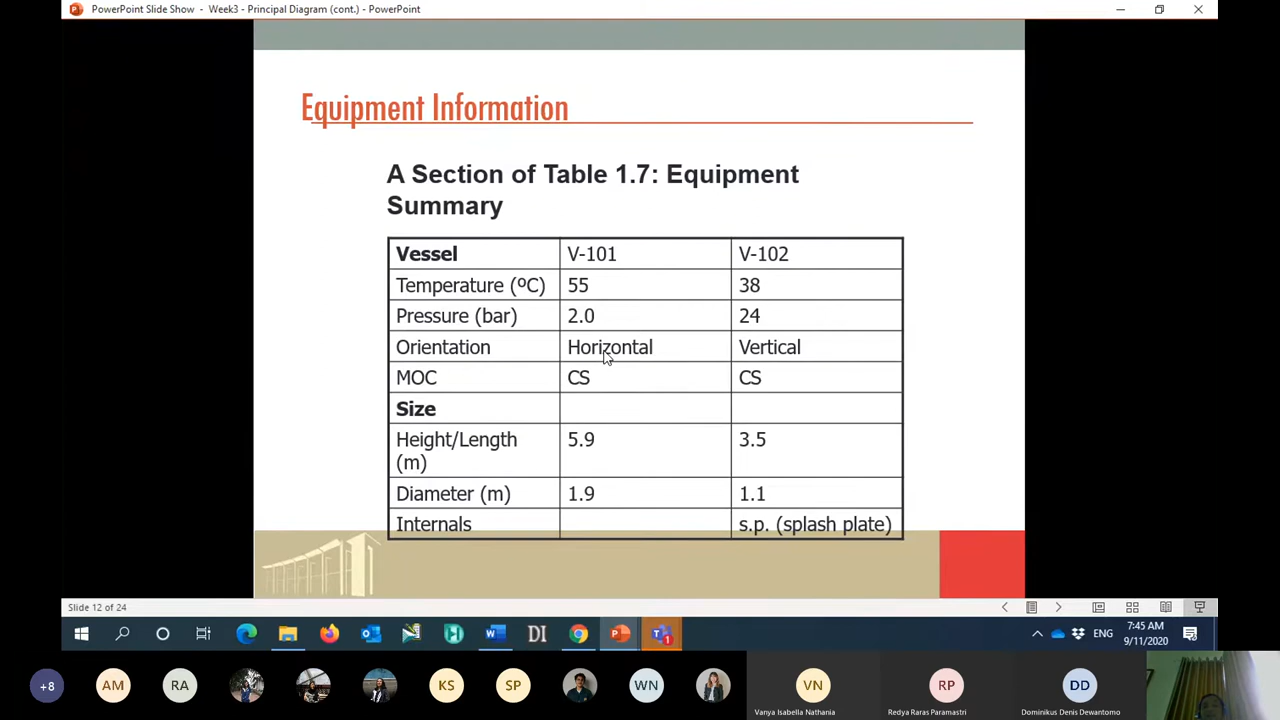 PowerPoint Slide Show - Week3 - Principal Diagram (cont.) - PowerPoint
Equipment Information
A Section of Table 1.7: Equipment
Summary
Vessel V-101 V-102
Temperature (ºC) 55 38
Pressure (bar) 2.0 24
Orientation Horizontal Vertical
MOC CS CS
Size
Height/Length
(m) 5.9 3.5
Diameter (m) 1.9 1.1
Internals s.p. (splash plate)
Slide 12 of 24
DI
1
ENG
7:45 AM
9/11/2020
+8 AM RA KS SP WN VN RP DD
Vanya Isabella Nathania Redya Raras Paramastri Dominikus Denis Dewantomo